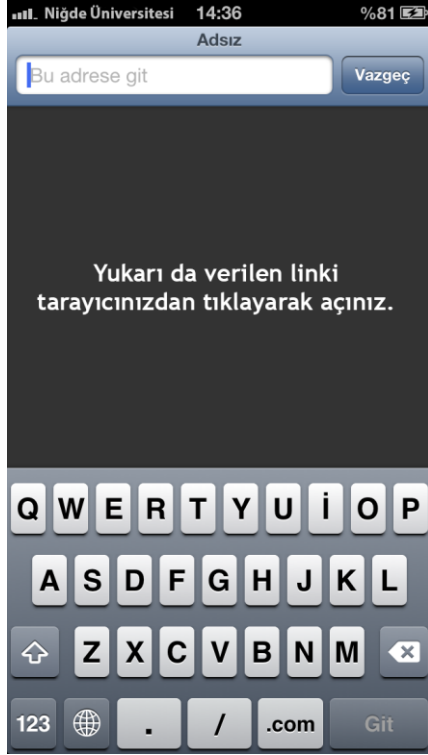 Niğde Üniversitesi 14:36 %81
Adsız
Bu adrese git Vazgeç
Yukarı da verilen linki
tarayıcınızdan tıklayarak açınız.
Q W E R T Y U İ O P
A S D F G H J K L
Z X C V B N M
123 . / .com Git